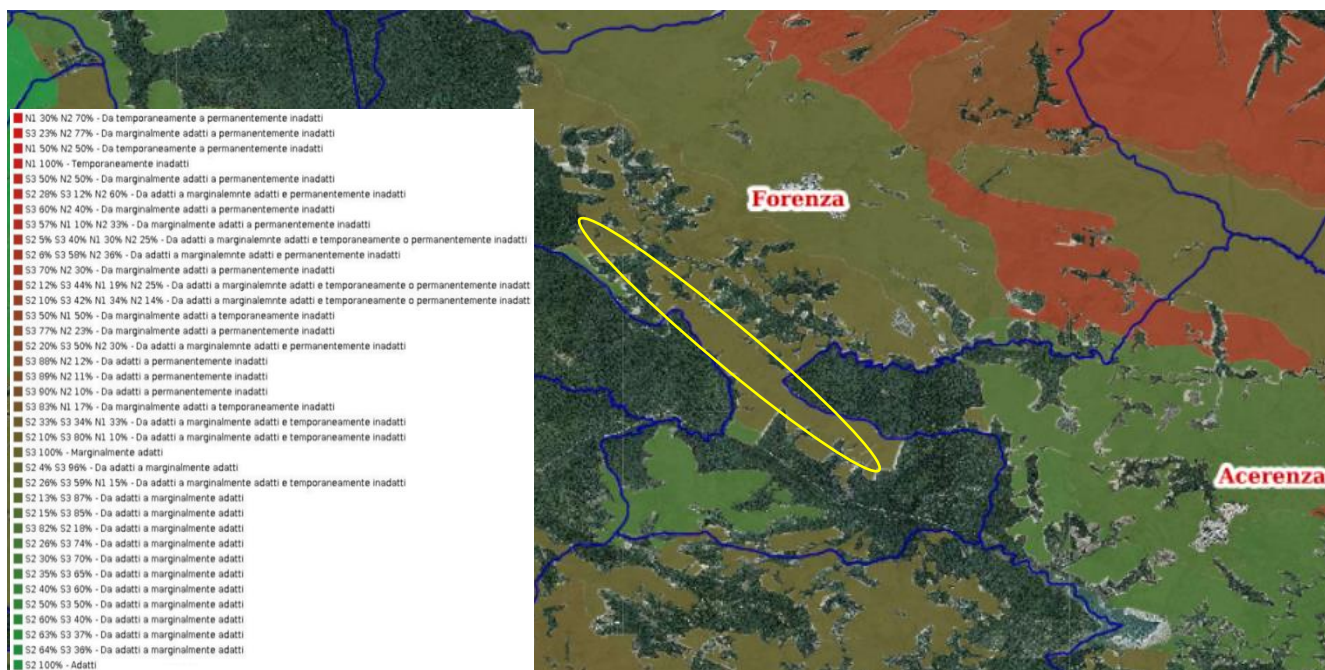 N1 30% N2 70% - Da temporaneamente a permanentemente inadatti
S3 23% N2 77% - Da marginalmente adatti a permanentemente inadatti
N1 50% N2 50% - Da temporaneamente a permanentemente inadatti
N1 100% - Temporaneamente inadatti
S3 50% N2 50% - Da marginalmente adatti a permanentemente inadatti
S2 28% S3 12% N2 60% - Da adatti a marginalemnte adatti e permanentemente inadatti
S3 60% N2 40% - Da marginalmente adatti a permanentemente inadatti
S3 57% N1 10% N2 33% - Da marginalmente adatti a permanentemente inadatti
S2 5% S3 40% N1 30% N2 25% - Da adatti a marginalemnte adatti e temporaneamente o permanentemente inadatti
S2 6% S3 58% N2 36% - Da adatti a marginalemnte adatti e permanentemente inadatti
S3 70% N2 30% - Da marginalmente adatti a permanentemente inadatti
S2 12% S3 44% N1 19% N2 25% - Da adatti a marginalemnte adatti e temporaneamente o permanentemente inadatt
S2 10% S3 42% N1 34% N2 14% - Da adatti a marginalemnte adatti e temporaneamente o permanentemente inadatt
S3 50% N1 50% - Da marginalmente adatti a temporaneamente inadatti
S3 77% N2 23% - Da marginalmente adatti a permanentemente inadatti
S2 20% S3 50% N2 30% - Da adatti a marginalemnte adatti e permanentemente inadatti
S3 88% N2 12% - Da adatti a permanentemente inadatti
S3 89% N2 11% - Da adatti a permanentemente inadatti
S3 90% N2 10% - Da adatti a permanentemente inadatti
S3 83% N1 17% - Da marginalmente adatti a temporaneamente inadatti
S2 33% S3 34% N1 33% - Da adatti a marginalmente adatti e temporaneamente inadatti
S2 10% S3 80% N1 10% - Da adatti a marginalmente adatti e temporaneamente inadatti
S3 100% - Marginalmente adatti
S2 4% S3 96% - Da adatti a marginalmente adatti
S2 26% S3 59% N1 15% - Da adatti a marginalmente adatti e temporaneamente inadatti
S2 13% S3 87% - Da adatti a marginalmente adatti
S2 15% S3 85% - Da adatti a marginalmente adatti
S3 82% S2 18% - Da adatti a marginalmente adatti
S2 26% S3 74% - Da adatti a marginalmente adatti
S2 30% S3 70% - Da adatti a marginalmente adatti
S2 35% S3 65% - Da adatti a marginalmente adatti
S2 40% S3 60% - Da adatti a marginalmente adatti
S2 50% S3 50% - Da adatti a marginalmente adatti
S2 60% S3 40% - Da adatti a marginalmente adatti
S2 63% S3 37% - Da adatti a marginalmente adatti
S2 64% S3 36% - Da adatti a marginalmente adatti
S2 100% - Adatti
Forenza
Acerenza